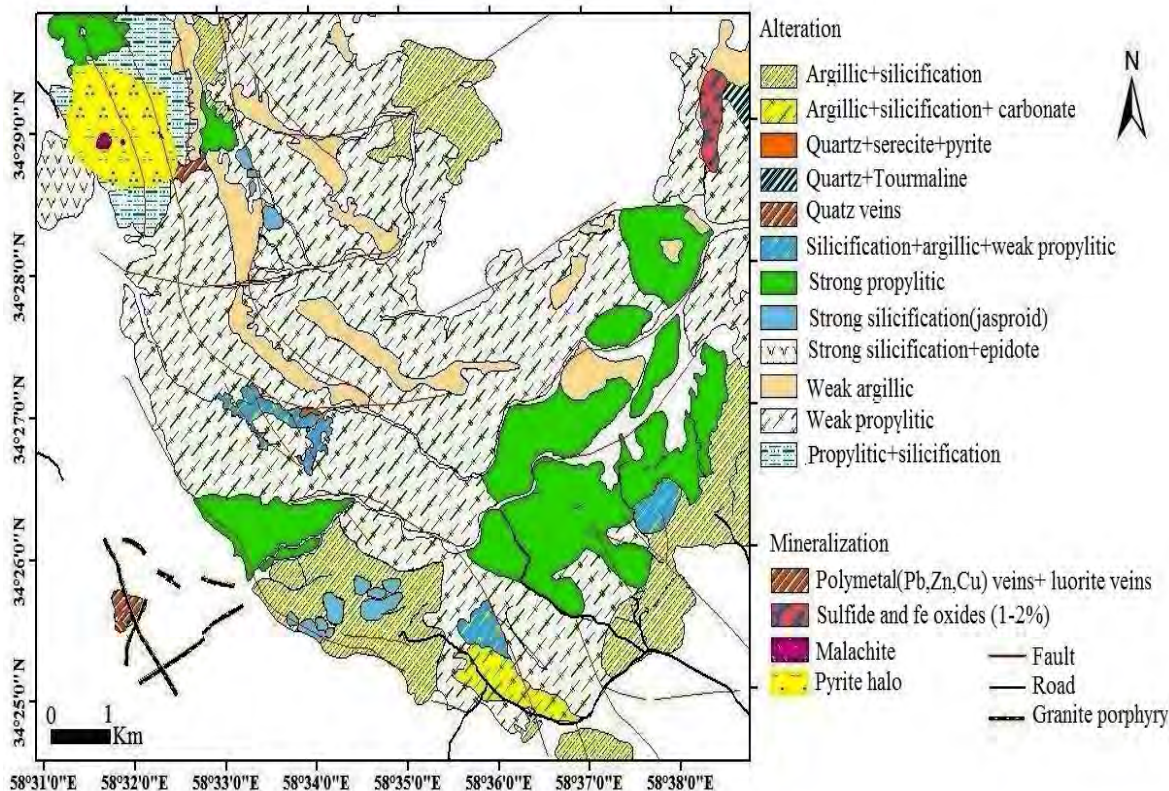 Alteration
Argillic+silicification
Argillic+silicification+ carbonate
Quartz+serecite+pyrite
Quartz+Tourmaline
Quatz veins
Silicification+argillic+weak propylitic
Strong propylitic
Strong silicification(jasproid)
Strong silicification+epidote
Weak argillic
Weak propylitic
Propylitic+silicification
Mineralization
Polymetal(Pb,Zn,Cu) veins+ luorite veins
Sulfide and fe oxides (1-2%)
Malachite
Pyrite halo
Fault
Road
Granite porphyry
N
34°29'0"N
34°28'0"N
34°27'0"N
34°26'0"N
34°25'0"N
0 1
Km
58°31'0"E 58°32'0"E 58°33'0"E 58°34'0"E 58°35'0"E 58°36'0"E 58°37'0"E 58°38'0"E